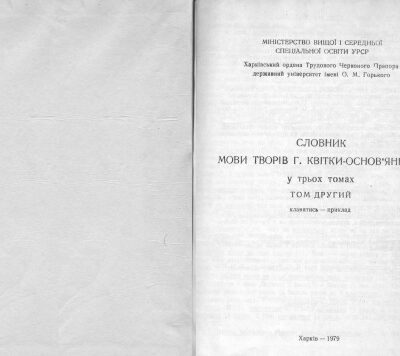 МІНІСТЕРСТВО ВИЩОЇ І СЕРЕДНЬОЇ
СПЕЦІАЛЬНОЇ ОСВІТИ УРСР
Харківський ордена Трудового Червоного Прапора
державний університет імені О. М. Горького
СЛОВНИК
МОВИ ТВОРІВ Г. КВІТКИ-ОСНОВ'ЯНЕ
у трьох томах
ТОМ ДРУГИЙ
кланятись — приклад
Харків — 1979